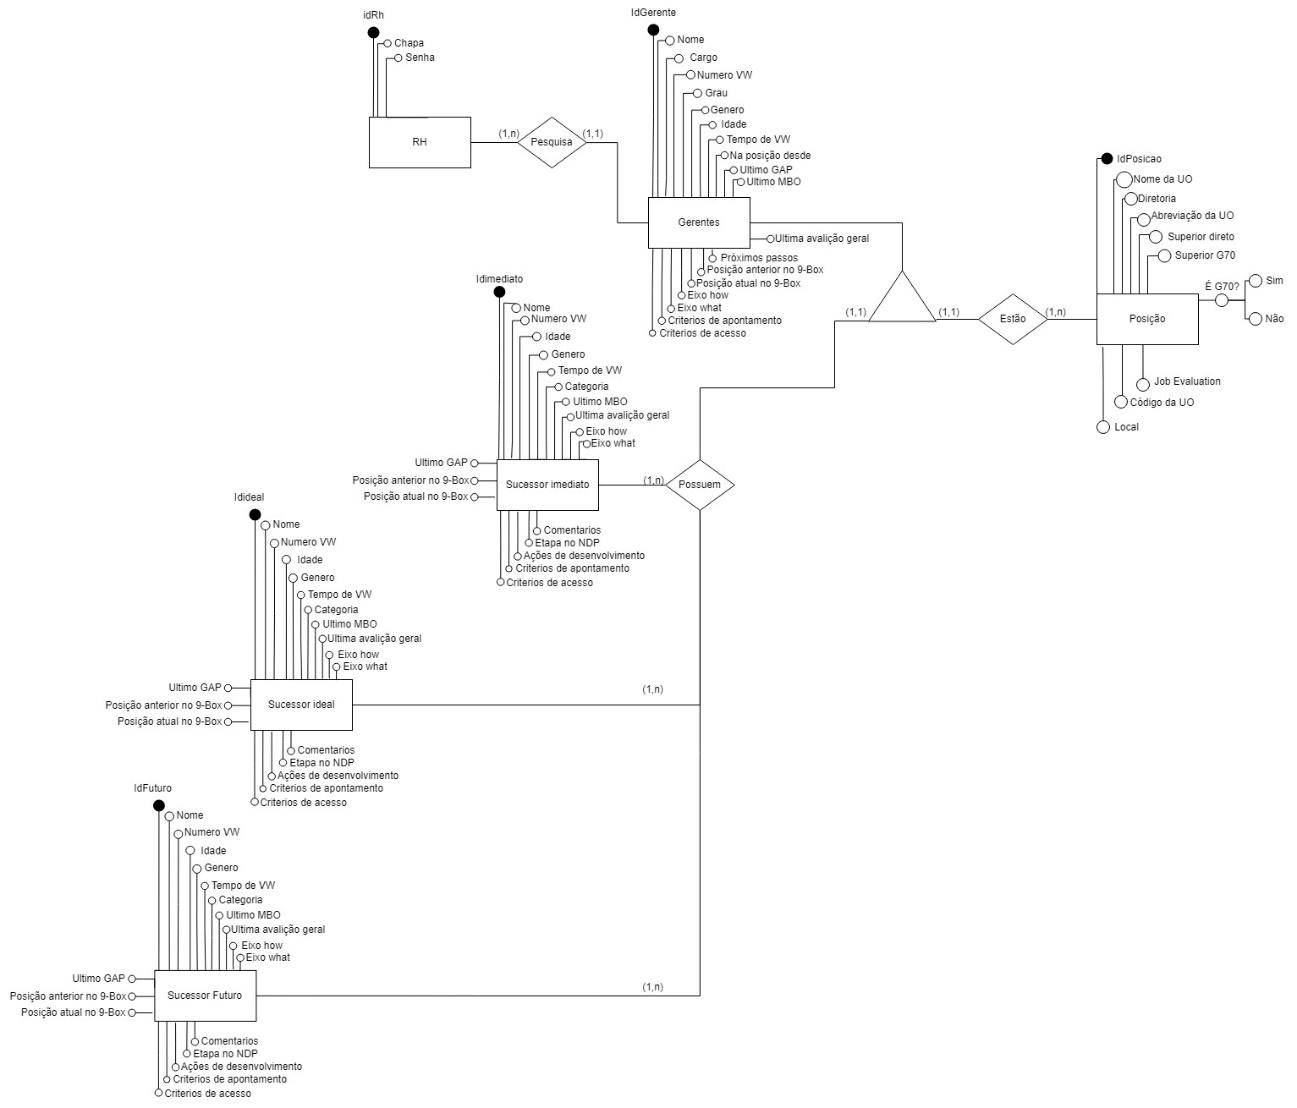 idRh
Chapa
Senha
RH
(1,n)
Pesquisa
(1,1)
IdGerente
Nome
Cargo
Numero VW
Grau
Genero
Idade
Tempo de VW
Na posição desde
Ultimo GAP
Ultimo MBO
Gerentes
Ultima avalição geral
Próximos passos
Posição anterior no 9-Box
Posição atual no 9-Box
Eixo how
Eixo what
Criterios de apontamento
Criterios de acesso
(1,1)
(1,1)
Estão
(1,n)
IdPosicao
Nome da UO
Diretoria
Abreviação da UO
Superior direto
Superior G70
É G70?
Sim
Não
Posição
Job Evaluation
Código da UO
Local
Idimediato
Nome
Numero VW
Idade
Genero
Tempo de VW
Categoria
Ultimo MBO
Ultima avalição geral
Eixo how
Eixo what
Ultimo GAP
Posição anterior no 9-Box
Posição atual no 9-Box
Sucessor imediato
(1,n)
Possuem
Comentarios
Etapa no NDP
Ações de desenvolvimento
Criterios de apontamento
Criterios de acesso
Idideal
Nome
Numero VW
Idade
Genero
Tempo de VW
Categoria
Ultimo MBO
Ultima avalição geral
Eixo how
Eixo what
Ultimo GAP
Posição anterior no 9-Box
Posição atual no 9-Box
Sucessor ideal
(1,n)
Comentarios
Etapa no NDP
Ações de desenvolvimento
Criterios de apontamento
Criterios de acesso
IdFuturo
Nome
Numero VW
Idade
Genero
Tempo de VW
Categoria
Ultimo MBO
Ultima avalição geral
Eixo how
Eixo what
Ultimo GAP
Posição anterior no 9-Box
Posição atual no 9-Box
Sucessor Futuro
(1,n)
Comentarios
Etapa no NDP
Ações de desenvolvimento
Criterios de apontamento
Criterios de acesso